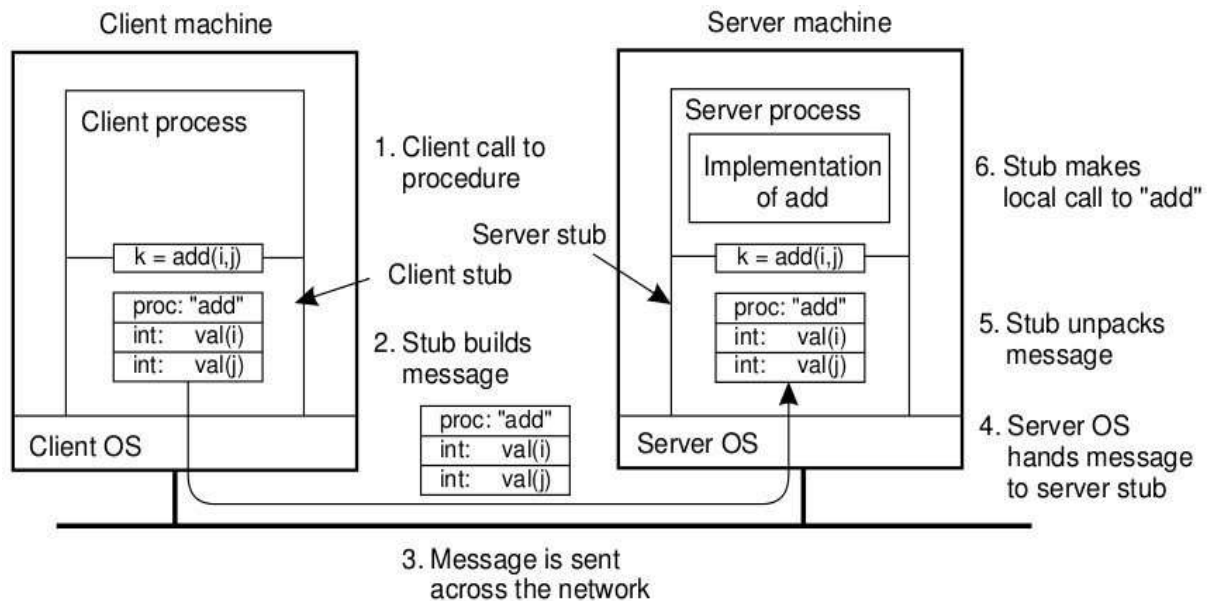 Client machine
Server machine
Client process
1. Client call to
procedure
k = add(i,j)
Client stub
proc: "add"
int: val(i)
int: val(j)
2. Stub builds
message
proc: "add"
int: val(i)
int: val(j)
Client OS
Server process
Implementation
of add
Server stub
k = add(i,j)
proc: "add"
int: val(i)
int: val(j)
Server OS
6. Stub makes
local call to "add"
5. Stub unpacks
message
4. Server OS
hands message
to server stub
3. Message is sent
across the network